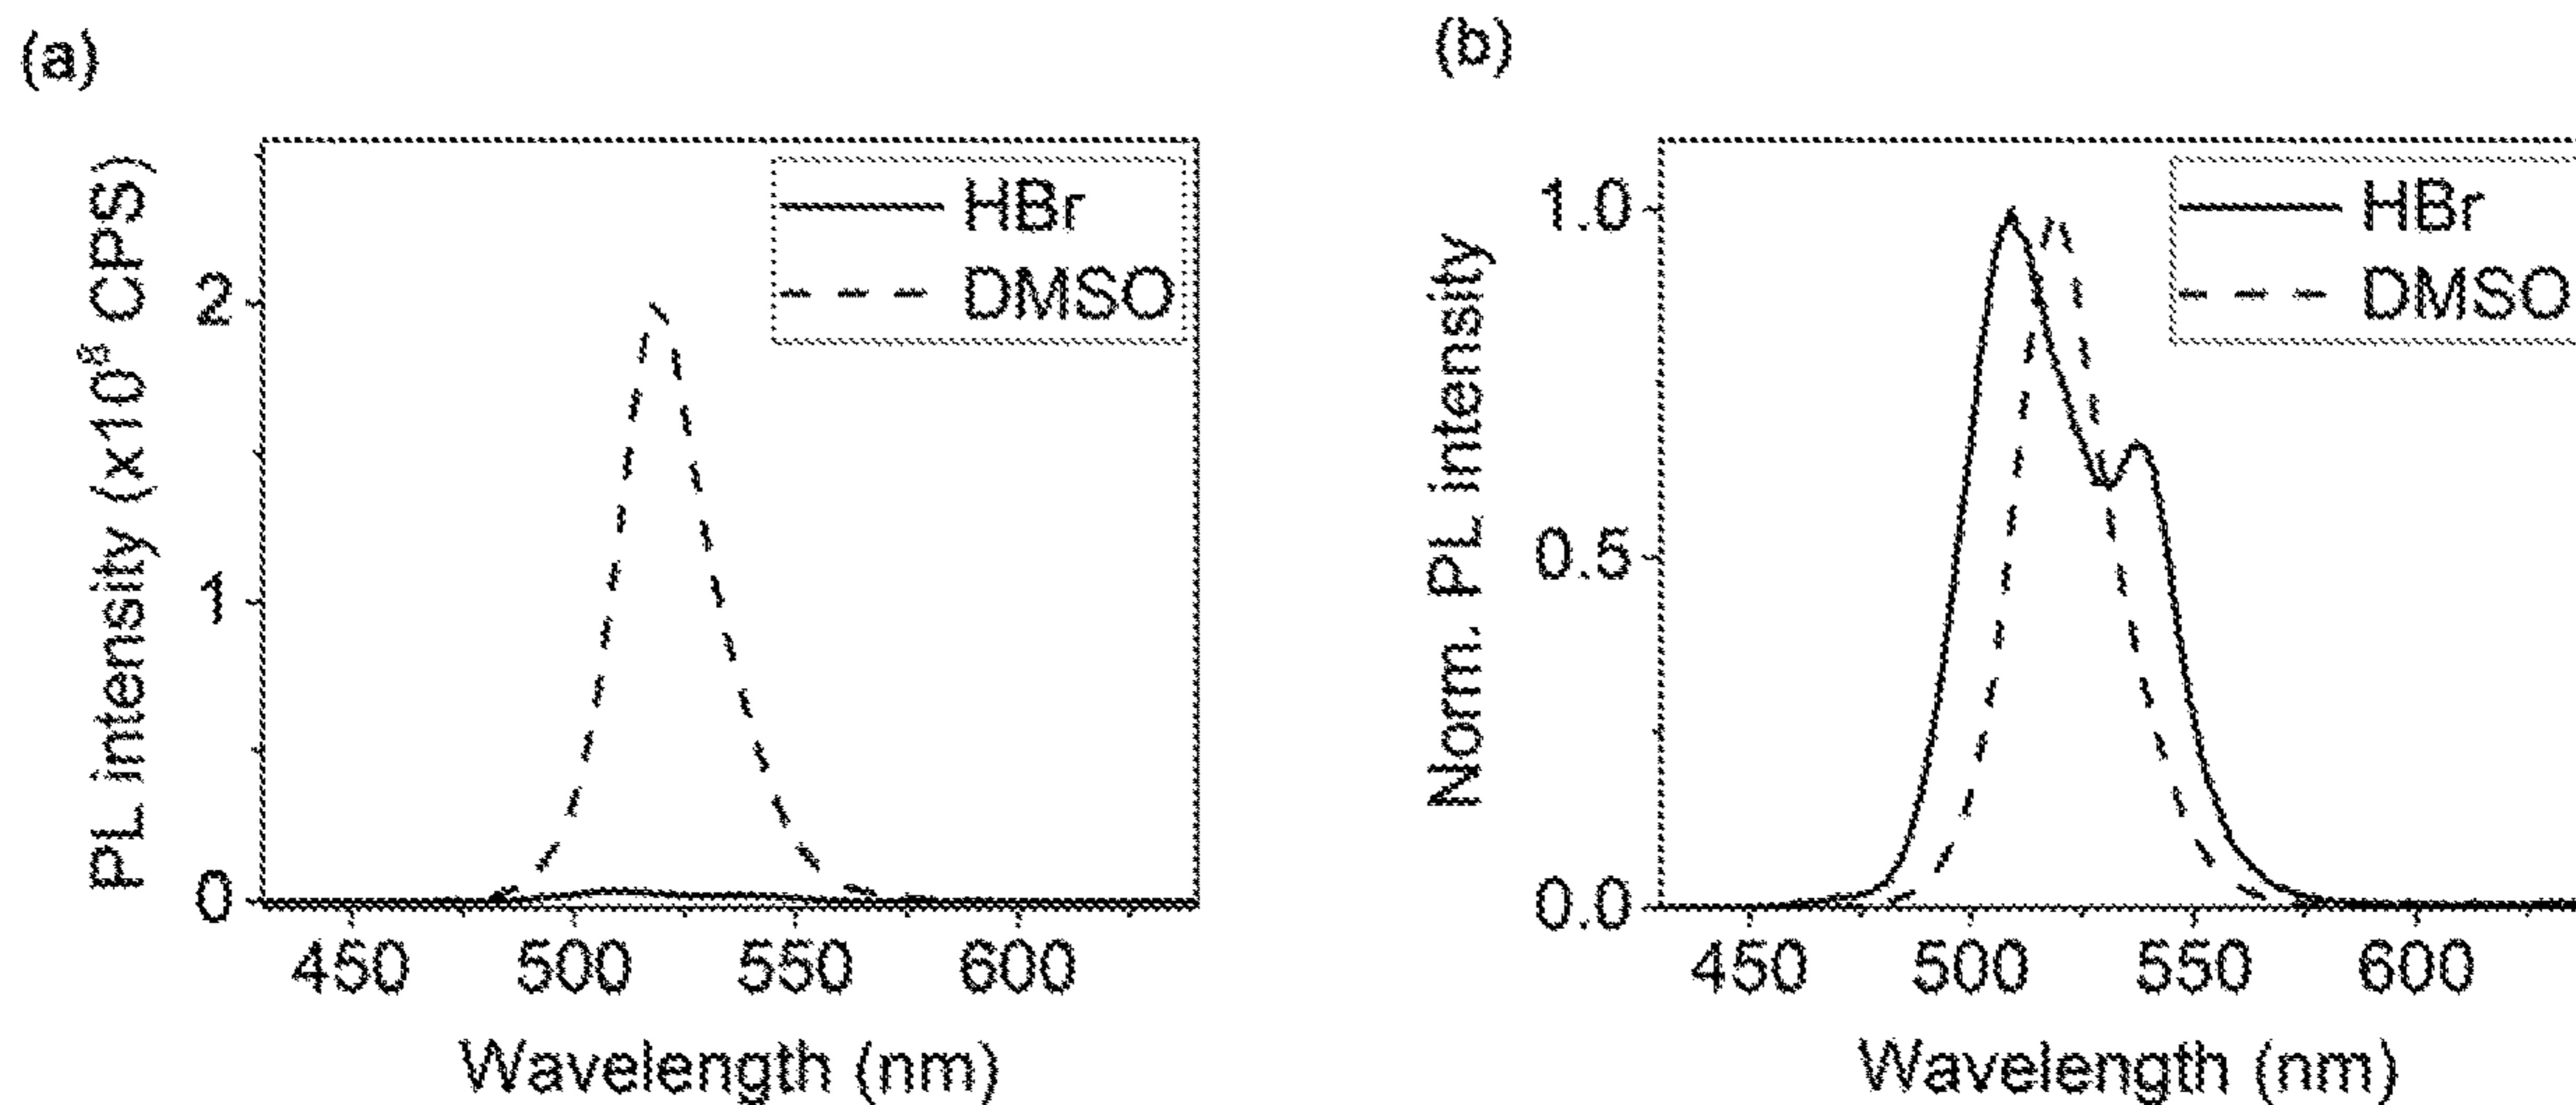 (a)
PL intensity (x10⁸ CPS)
2
1
0
HBr
DMSO
450 500 550 600
Wavelength (nm)
(b)
Norm. PL intensity
1.0
0.5
0.0
HBr
DMSO
450 500 550 600
Wavelength (nm)